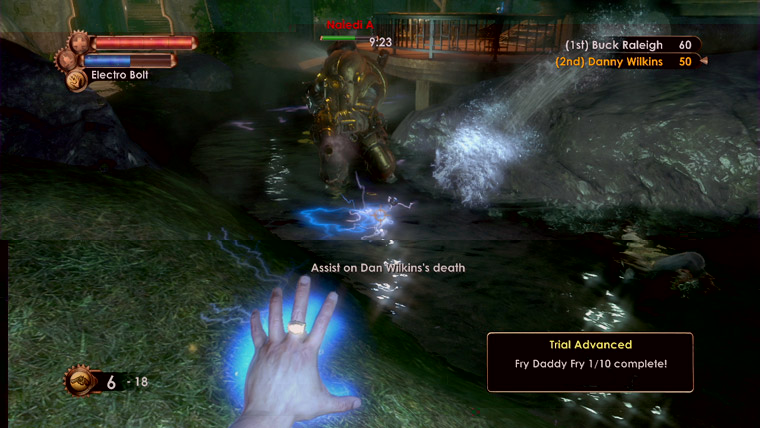 Naledi A
9:23
(1st) Buck Raleigh 60
(2nd) Danny Wilkins 50
Electro Bolt
Assist on Dan Wilkins's death
Trial Advanced
Fry Daddy Fry 1/10 complete!
6 - 18